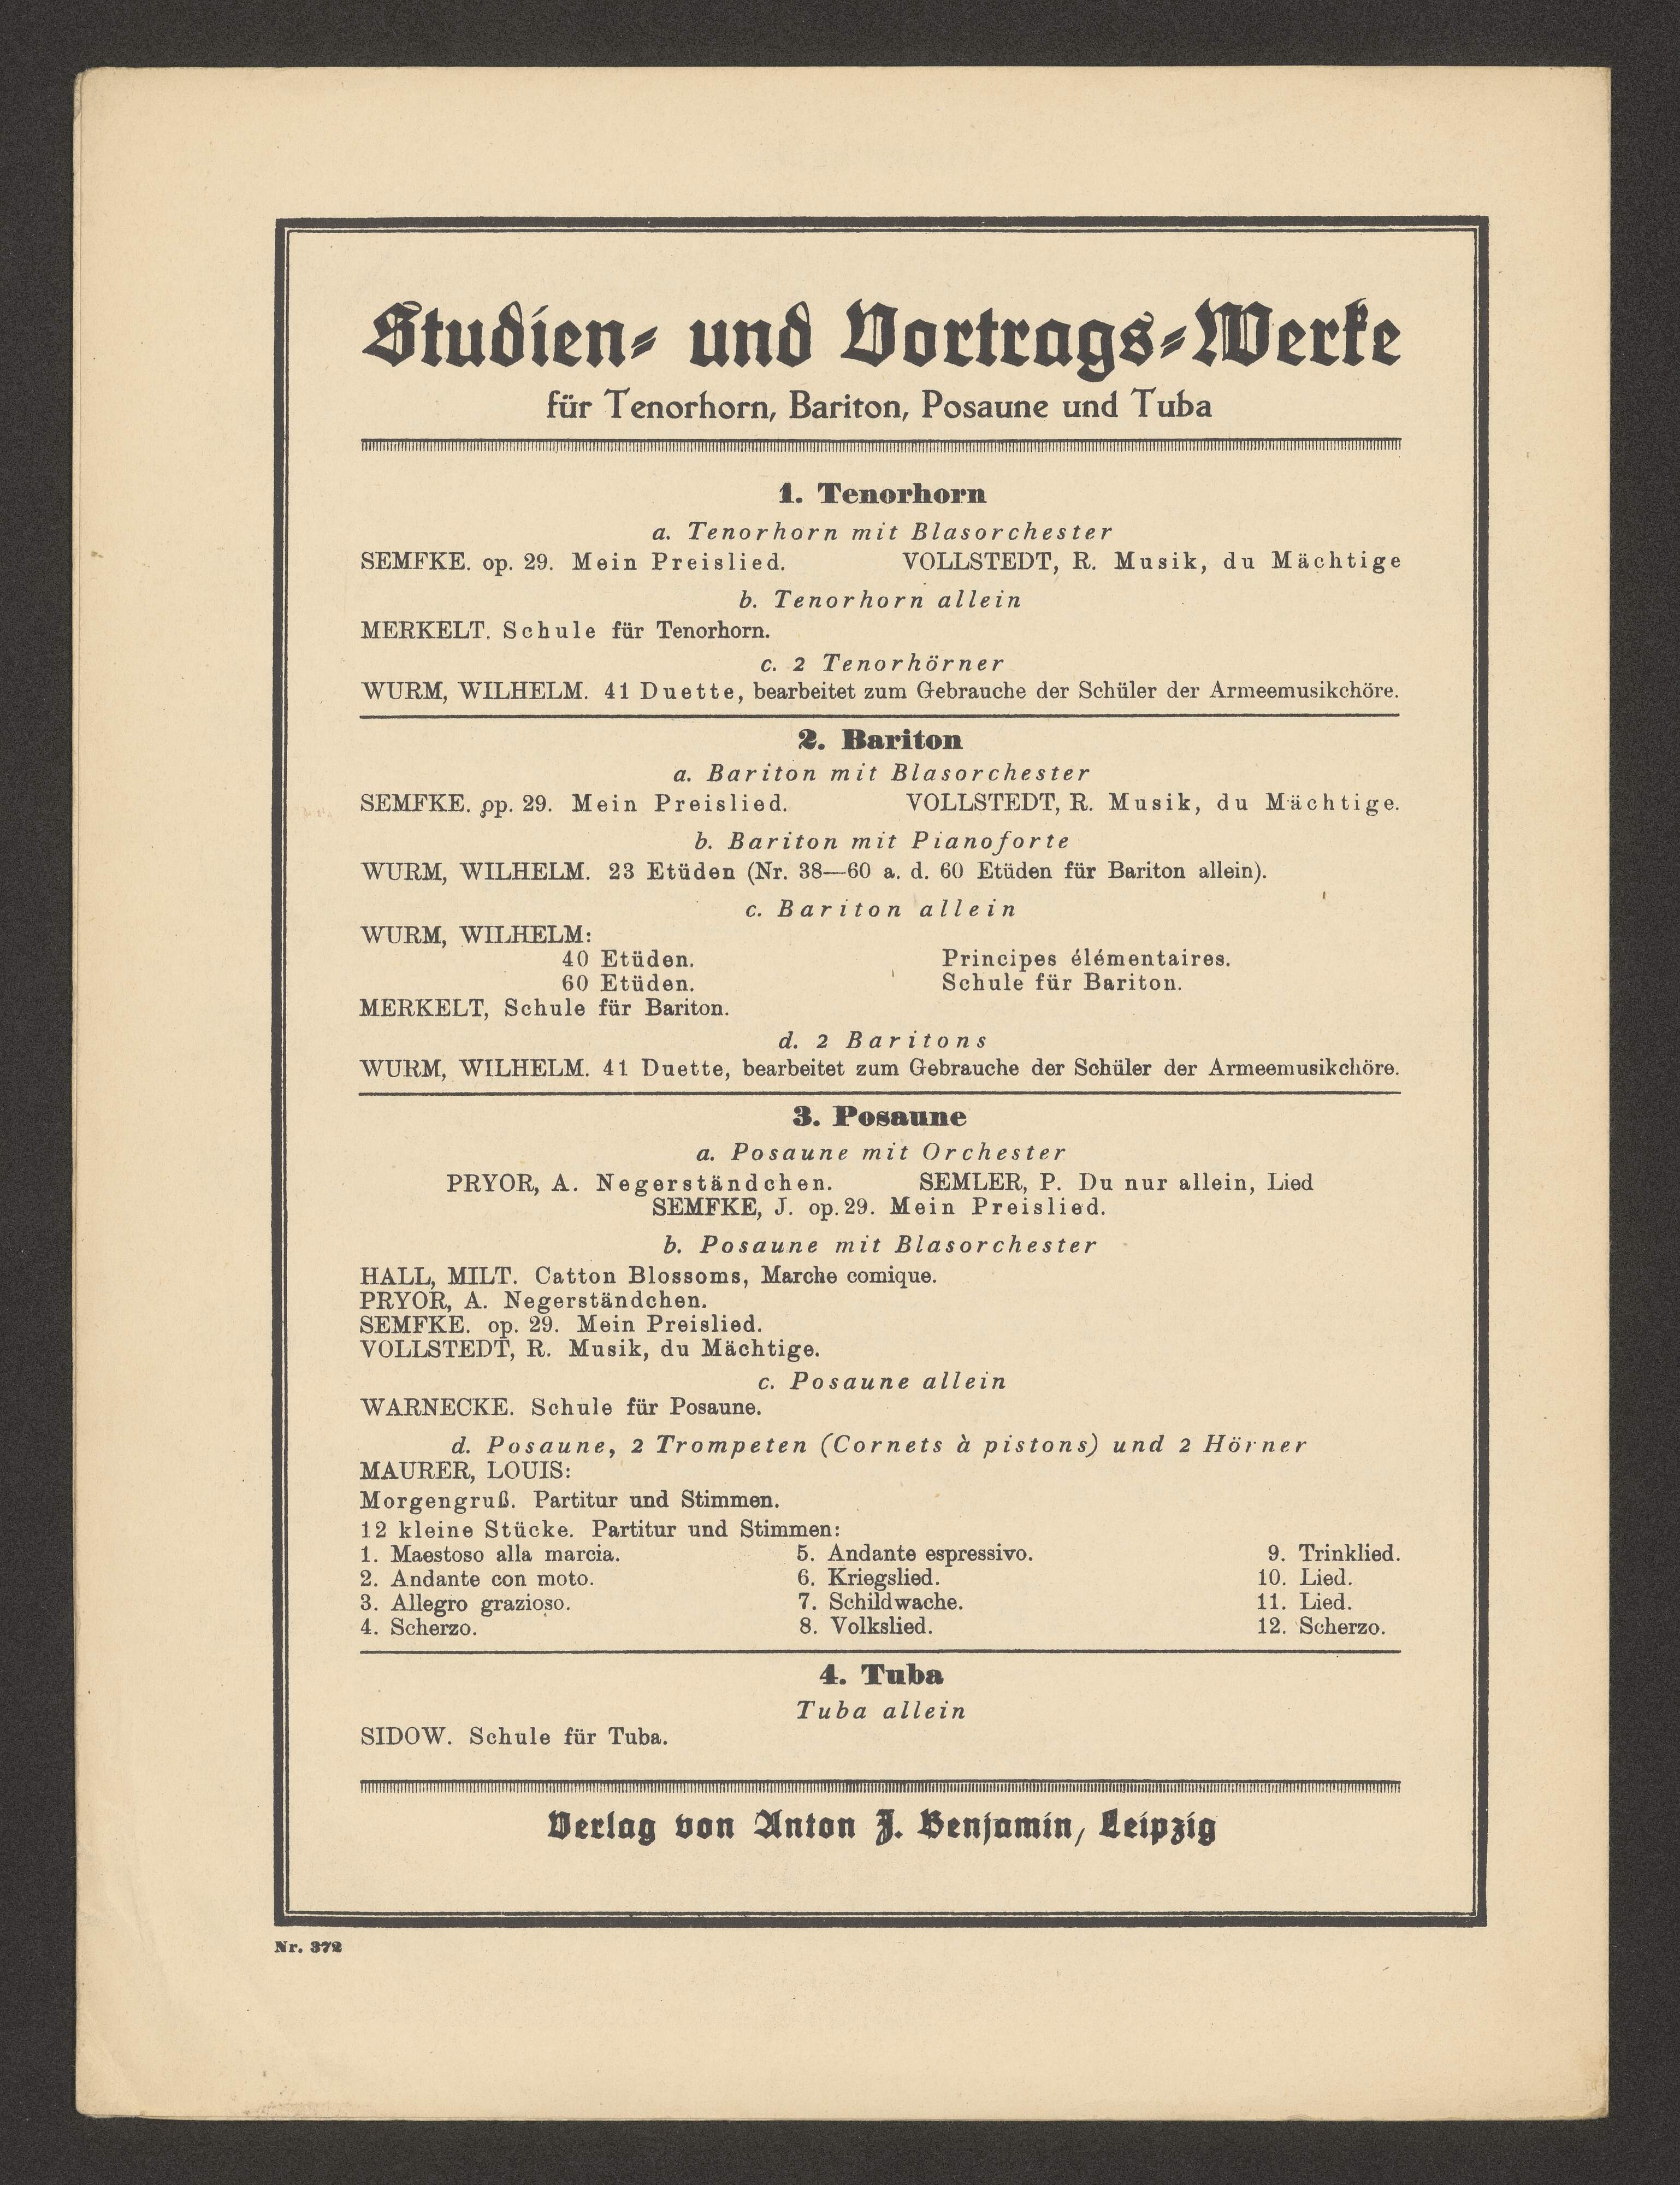 Studien- und Vortrags-Werke
für Tenorhorn, Bariton, Posaune und Tuba
1. Tenorhorn
a. Tenorhorn mit Blasorchester
SEMFKE. op. 29. Mein Preislied. VOLLSTEDT, R. Musik, du Mächtige
b. Tenorhorn allein
MERKELT. Schule für Tenorhorn.
c. 2 Tenorhörner
WURM, WILHELM. 41 Duette, bearbeitet zum Gebrauche der Schüler der Armeemusikchöre.
2. Bariton
a. Bariton mit Blasorchester
SEMFKE. op. 29. Mein Preislied. VOLLSTEDT, R. Musik, du Mächtige.
b. Bariton mit Pianoforte
WURM, WILHELM. 23 Etüden (Nr. 38—60 a. d. 60 Etüden für Bariton allein).
c. Bariton allein
WURM, WILHELM:
40 Etüden. Principes élémentaires.
60 Etüden. Schule für Bariton.
MERKELT, Schule für Bariton.
d. 2 Baritons
WURM, WILHELM. 41 Duette, bearbeitet zum Gebrauche der Schüler der Armeemusikchöre.
3. Posaune
a. Posaune mit Orchester
PRYOR, A. Negerständchen. SEMLER, P. Du nur allein, Lied
SEMFKE, J. op. 29. Mein Preislied.
b. Posaune mit Blasorchester
HALL, MILT. Catton Blossoms, Marche comique.
PRYOR, A. Negerständchen.
SEMFKE. op. 29. Mein Preislied.
VOLLSTEDT, R. Musik, du Mächtige.
c. Posaune allein
WARNECKE. Schule für Posaune.
d. Posaune, 2 Trompeten (Cornets à pistons) und 2 Hörner
MAURER, LOUIS:
Morgengruß. Partitur und Stimmen.
12 kleine Stücke. Partitur und Stimmen:
1. Maestoso alla marcia. 5. Andante espressivo. 9. Trinklied.
2. Andante con moto. 6. Kriegslied. 10. Lied.
3. Allegro grazioso. 7. Schildwache. 11. Lied.
4. Scherzo. 8. Volkslied. 12. Scherzo.
4. Tuba
Tuba allein
SIDOW. Schule für Tuba.
Verlag von Anton J. Benjamin, Leipzig
Nr. 372